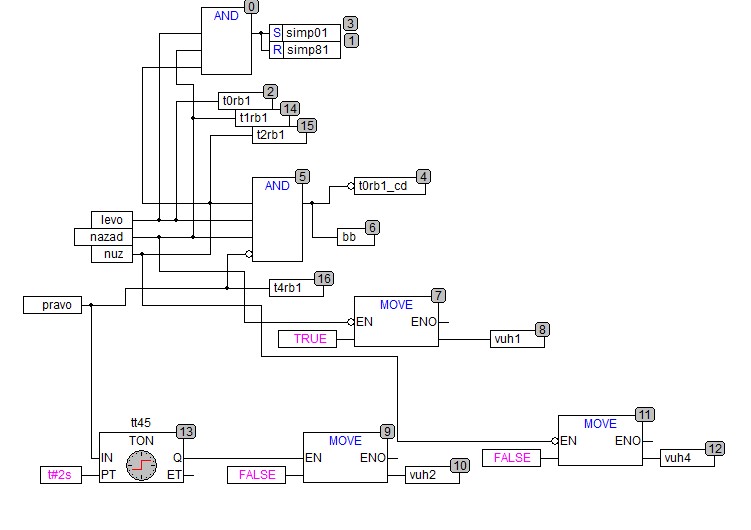 AND 0
S simp01 3
R simp81 1
t0rb1 2
t1rb1 14
t2rb1 15
AND 5
t0rb1_cd 4
bb 6
levo
nazad
nuz
t4rb1 16
pravo
MOVE 7
EN ENO
TRUE
vuh1 8
tt45
TON 13
IN Q
t#2s PT ET
MOVE 9
EN ENO
FALSE
vuh2 10
MOVE 11
EN ENO
FALSE
vuh4 12